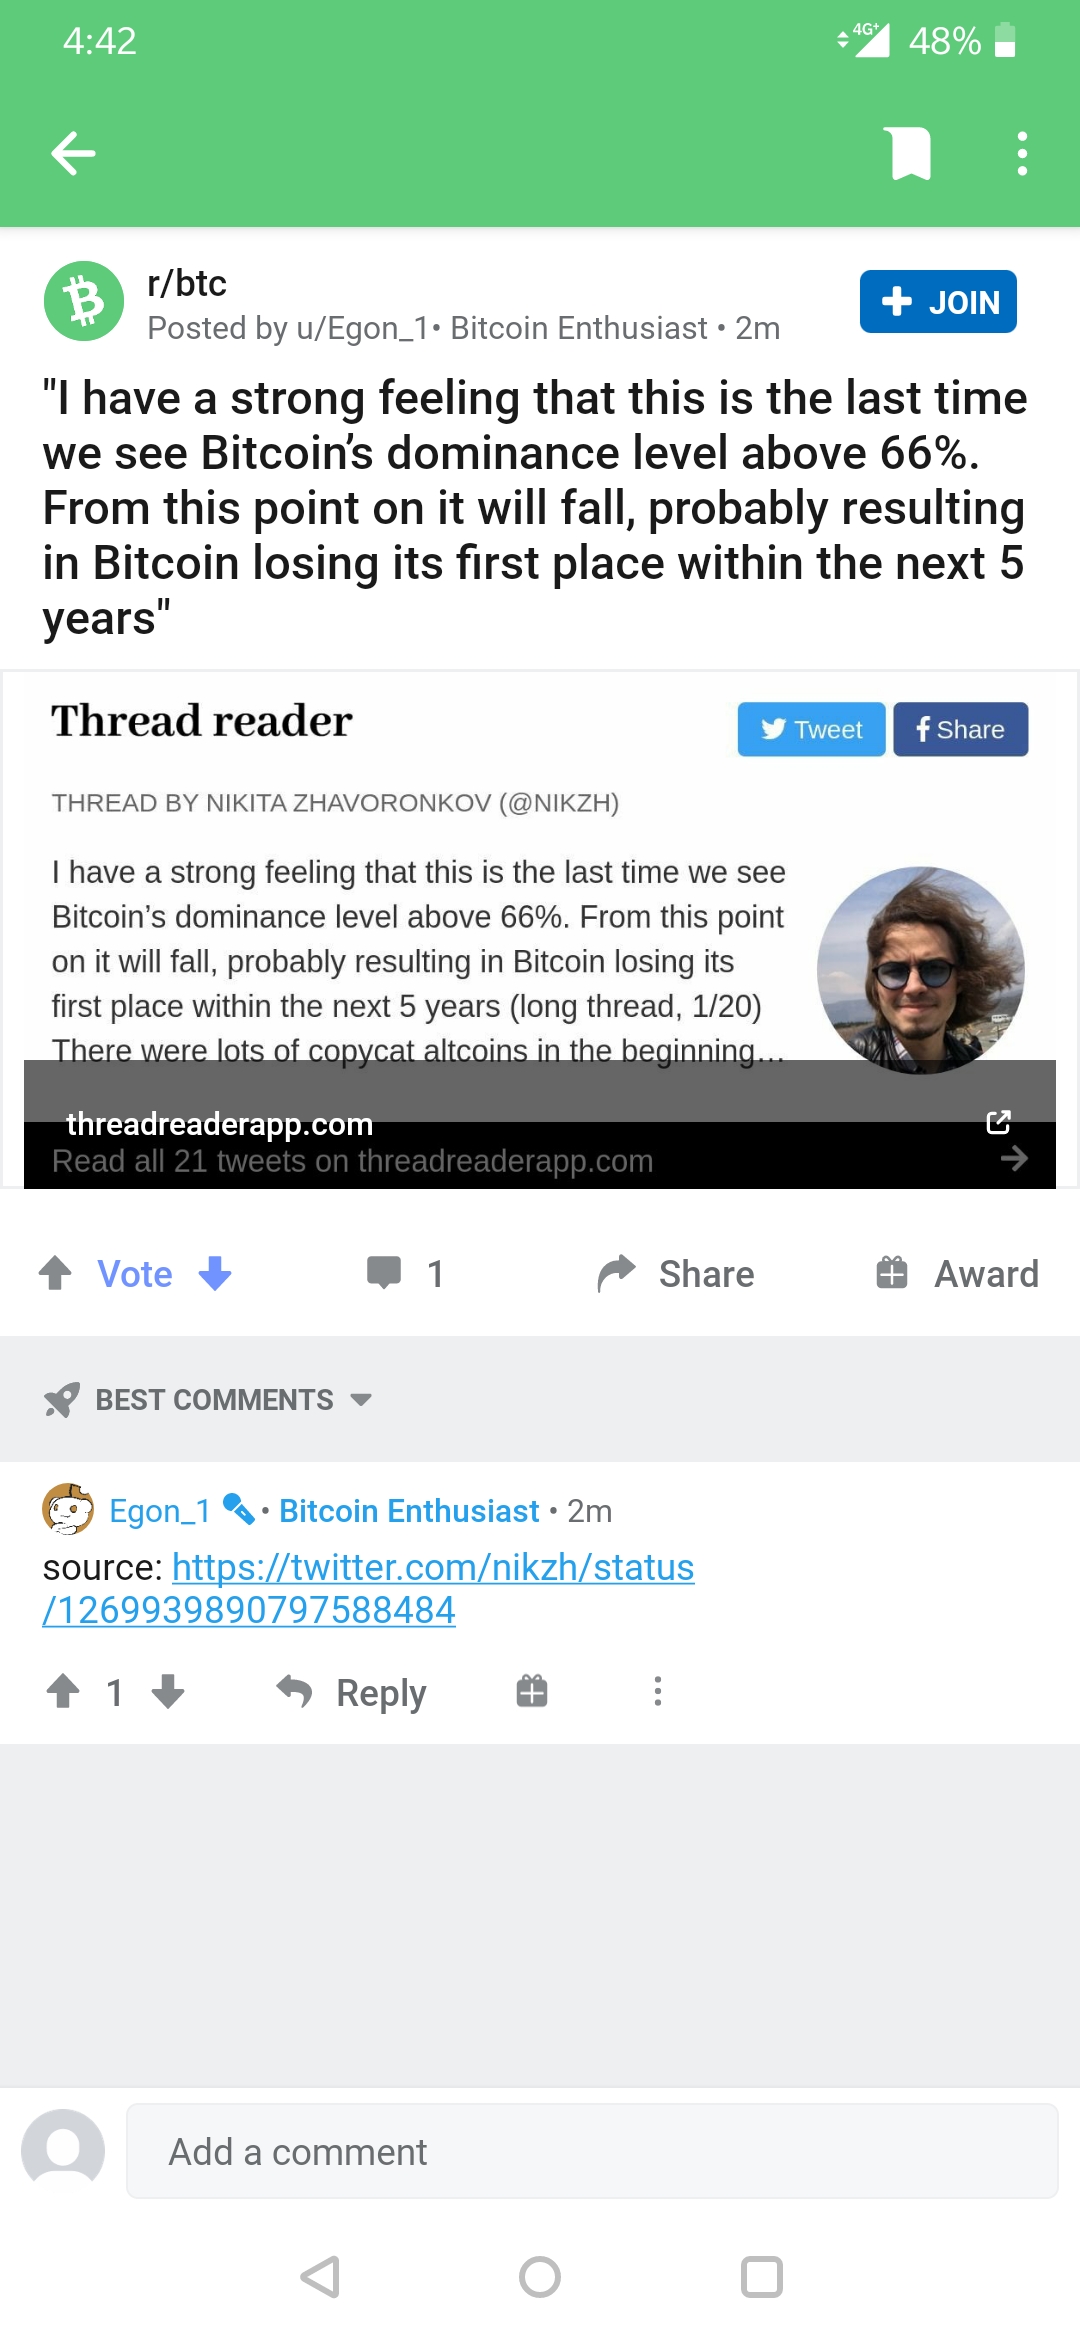 4:42
4G+ 48%
r/btc
Posted by u/Egon_1• Bitcoin Enthusiast • 2m
+ JOIN
"I have a strong feeling that this is the last time
we see Bitcoin’s dominance level above 66%.
From this point on it will fall, probably resulting
in Bitcoin losing its first place within the next 5
years"
Thread reader
Tweet
f Share
THREAD BY NIKITA ZHAVORONKOV (@NIKZH)
I have a strong feeling that this is the last time we see
Bitcoin’s dominance level above 66%. From this point
on it will fall, probably resulting in Bitcoin losing its
first place within the next 5 years (long thread, 1/20)
There were lots of copycat altcoins in the beginning...
threadreaderapp.com
Read all 21 tweets on threadreaderapp.com
Vote
1
Share
Award
BEST COMMENTS
Egon_1 • Bitcoin Enthusiast • 2m
source: https://twitter.com/nikzh/status
/1269939890797588484
1
Reply
Add a comment